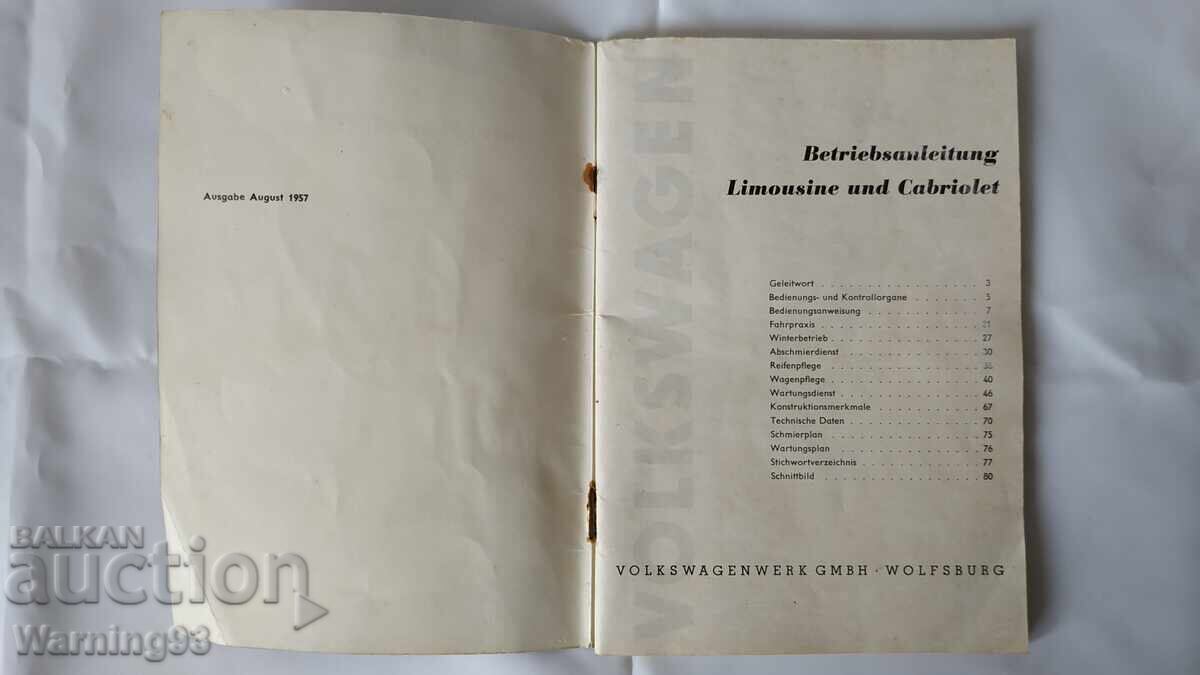 Ausgabe August 1957
VOLKSWAGEN
Betriebsanleitung
Limousine und Cabriolet
Geleitwort . . . . . . . . . . . . . . . . . 3
Bedienungs- und Kontrollorgane . . . . . . . 5
Bedienungsanweisung . . . . . . . . . . . . 7
Fahrpraxis . . . . . . . . . . . . . . . . . 21
Winterbetrieb . . . . . . . . . . . . . . . . 27
Abschmierdienst . . . . . . . . . . . . . . . 30
Reifenpflege . . . . . . . . . . . . . . . .
Wagenpflege . . . . . . . . . . . . . . . . 40
Wartungsdienst . . . . . . . . . . . . . . . 46
Konstruktionsmerkmale . . . . . . . . . . . 67
Technische Daten . . . . . . . . . . . . . . 70
Schmierplan . . . . . . . . . . . . . . . . 75
Wartungsplan . . . . . . . . . . . . . . . . 76
Stichwortverzeichnis . . . . . . . . . . . . . 77
Schnittbild . . . . . . . . . . . . . . . . . 80
VOLKSWAGENWERK GMBH · WOLFSBURG
BALKAN
auction
Warning93